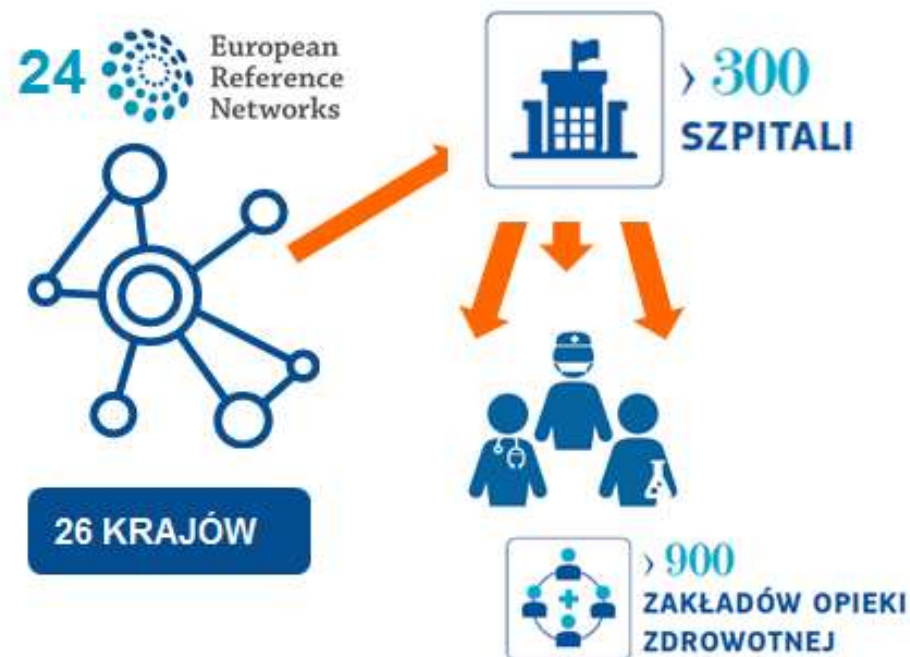 24
European
Reference
Networks
› 300
SZPITALI
26 KRAJÓW
› 900
ZAKŁADÓW OPIEKI
ZDROWOTNEJ